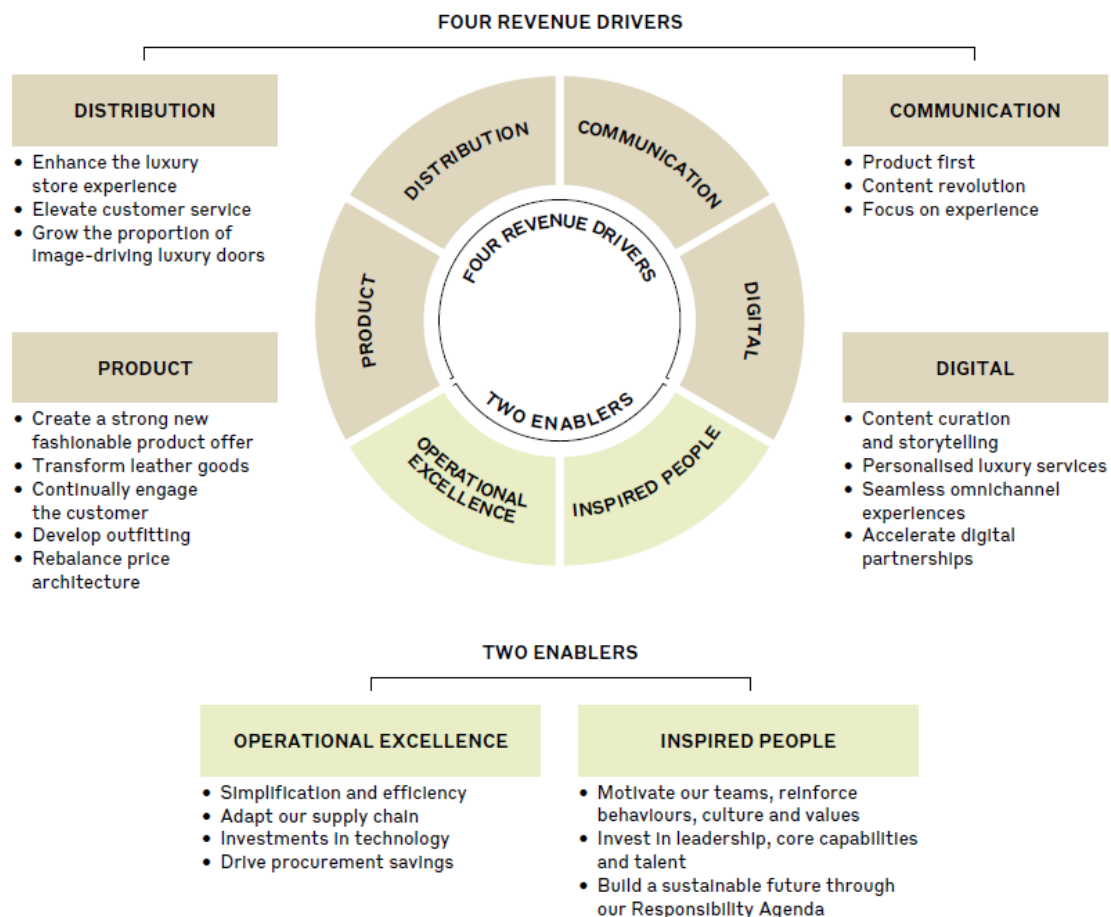 FOUR REVENUE DRIVERS
DISTRIBUTION
• Enhance the luxury
store experience
• Elevate customer service
• Grow the proportion of
image-driving luxury doors
PRODUCT
• Create a strong new
fashionable product offer
• Transform leather goods
• Continually engage
the customer
• Develop outfitting
• Rebalance price
architecture
DISTRIBUTION
COMMUNICATION
PRODUCT
DIGITAL
FOUR REVENUE DRIVERS
TWO ENABLERS
OPERATIONAL
EXCELLENCE
INSPIRED PEOPLE
COMMUNICATION
• Product first
• Content revolution
• Focus on experience
DIGITAL
• Content curation
and storytelling
• Personalised luxury services
• Seamless omnichannel
experiences
• Accelerate digital
partnerships
TWO ENABLERS
OPERATIONAL EXCELLENCE
• Simplification and efficiency
• Adapt our supply chain
• Investments in technology
• Drive procurement savings
INSPIRED PEOPLE
• Motivate our teams, reinforce
behaviours, culture and values
• Invest in leadership, core capabilities
and talent
• Build a sustainable future through
our Responsibility Agenda